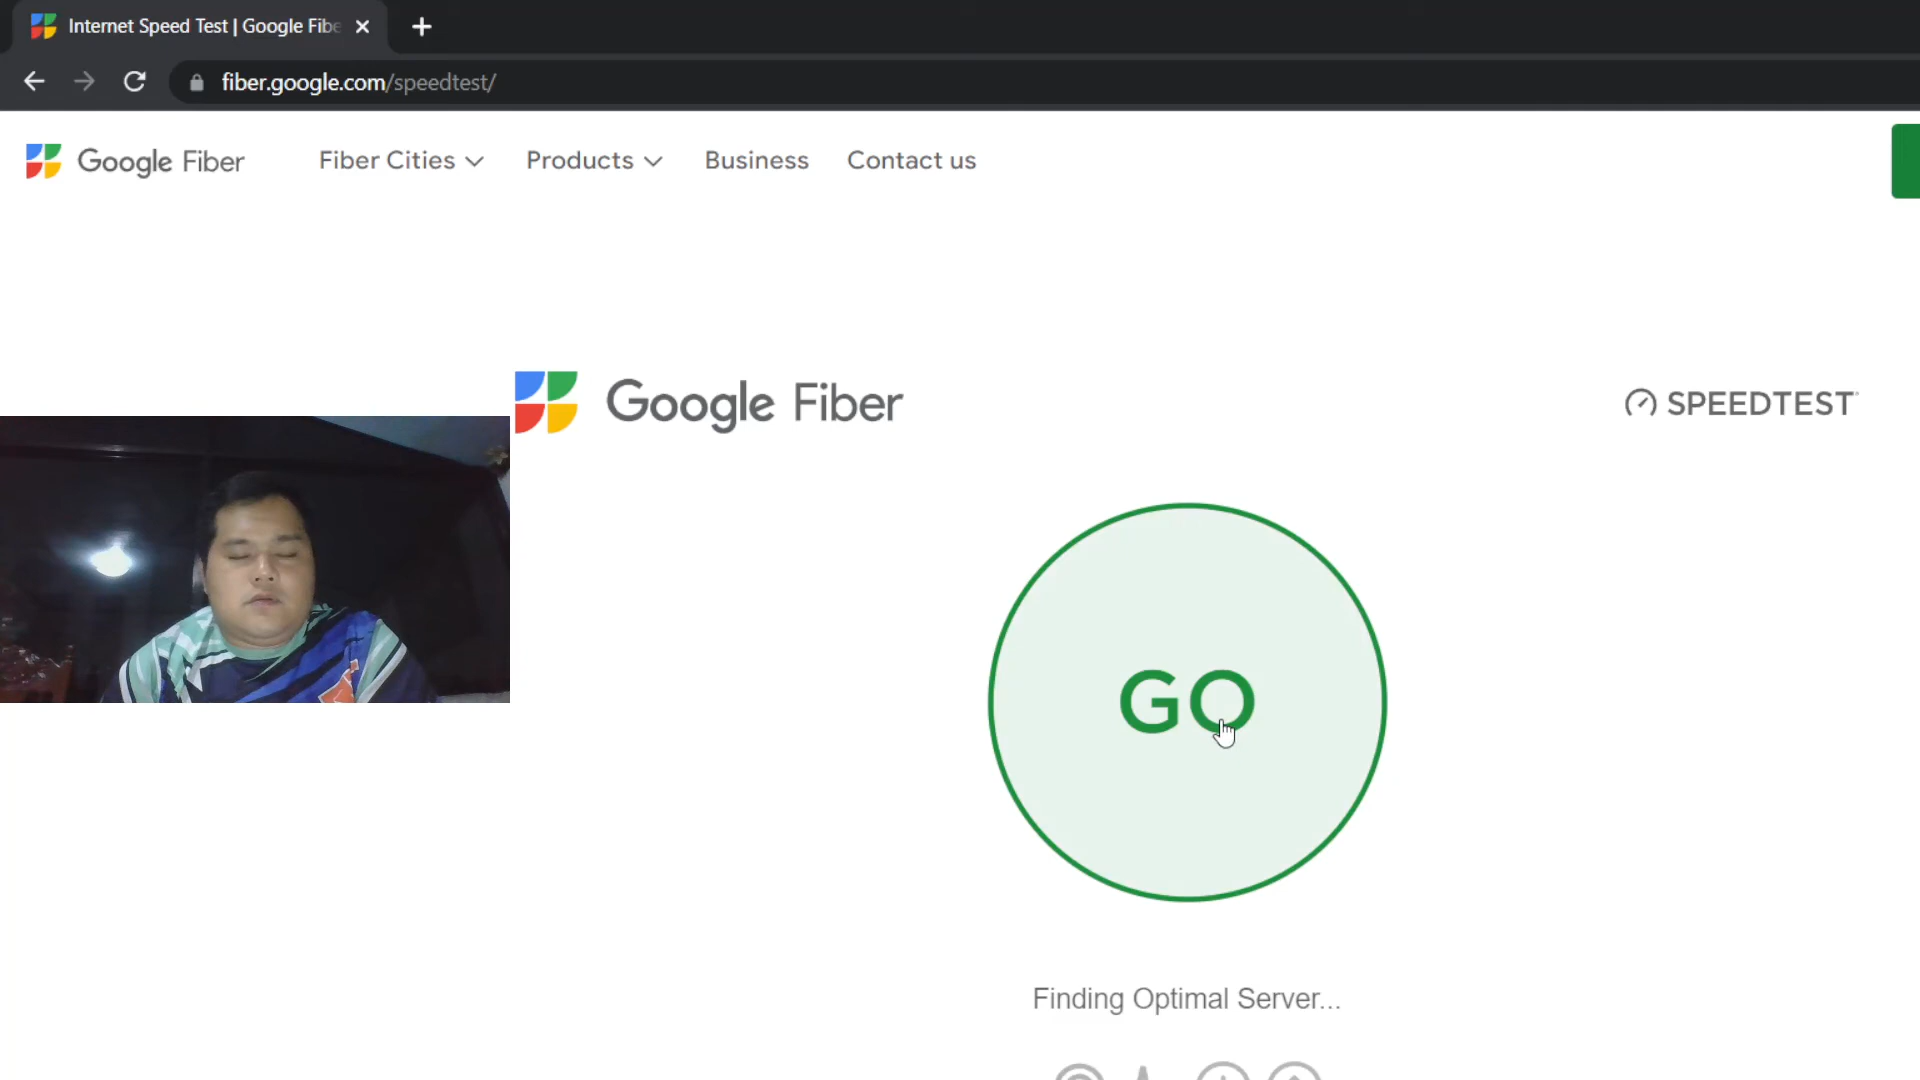 Internet Speed Test | Google Fibe
fiber.google.com/speedtest/
Google Fiber
Fiber Cities
Products
Business
Contact us
Google Fiber
SPEEDTEST
GO
Finding Optimal Server...